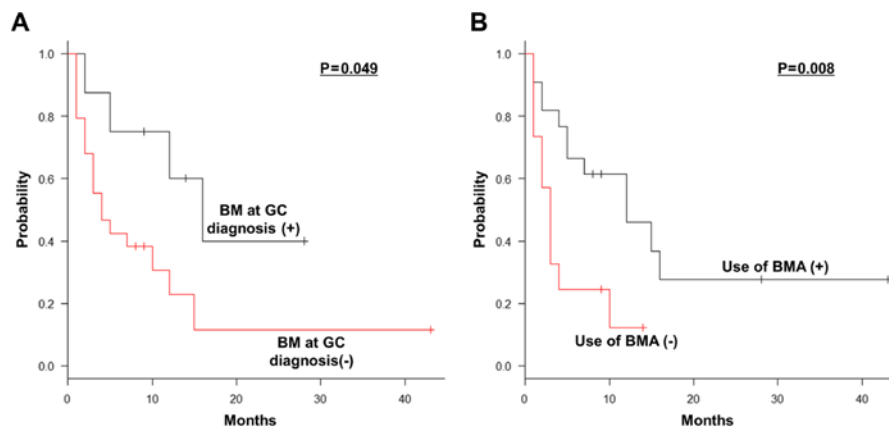 A
P=0.049
1.0
0.8
0.6
0.4
0.2
0.0
Probability
BM at GC
diagnosis (+)
BM at GC
diagnosis(-)
0
10
20
30
40
Months
B
P=0.008
1.0
0.8
0.6
0.4
0.2
0.0
Probability
Use of BMA (+)
Use of BMA (-)
0
10
20
30
40
Months